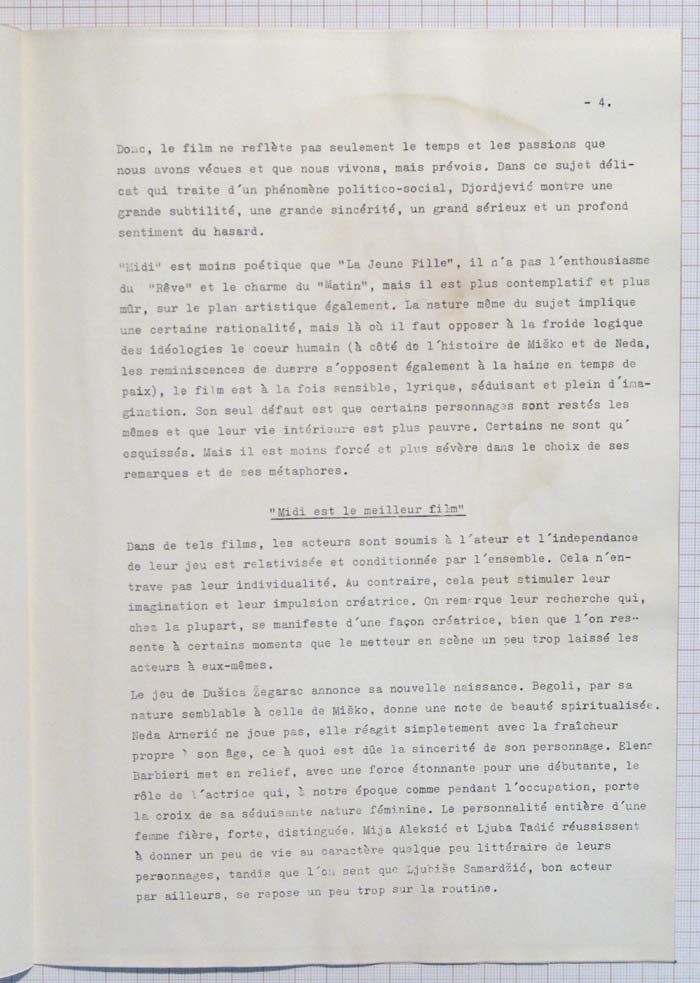 - 4.
Donc, le film ne reflète pas seulement le temps et les passions que
nous avons vécues et que nous vivons, mais prévois. Dans ce sujet déli-
cat qui traite d'un phénomène politico-social, Djordjević montre une
grande subtilité, une grande sincérité, un grand sérieux et un profond
sentiment du hasard.
"Midi" est moins poétique que "La Jeune Fille", il n'a pas l'enthousiasme
du "Rêve" et le charme du "Matin", mais il est plus contemplatif et plus
mûr, sur le plan artistique également. La nature même du sujet implique
une certaine rationalité, mais là où il faut opposer à la froide logique
des idéologies le coeur humain (à côté de l'histoire de Miško et de Neda,
les reminiscences de duerre s'opposent également à la haine en temps de
paix), le film est à la fois sensible, lyrique, séduisant et plein d'ima-
gination. Son seul défaut est que certains personnages sont restés les
mêmes et que leur vie intérieure est plus pauvre. Certains ne sont qu'
esquissés. Mais il est moins forcé et plus sévère dans le choix de ses
remarques et de ses métaphores.
"Midi est le meilleur film"
Dans de tels films, les acteurs sont soumis à l'ateur et l'independance
de leur jeu est relativisée et conditionnée par l'ensemble. Cela n'en-
trave pas leur individualité. Au contraire, cela peut stimuler leur
imagination et leur impulsion créatrice. On remarque leur recherche qui,
chez la plupart, se manifeste d'une façon créatrice, bien que l'on res-
sente à certains moments que le metteur en scène un peu trop laissé les
acteurs à eux-mêmes.
Le jeu de Dušica Žegarac annonce sa nouvelle naissance. Begoli, par sa
nature semblable à celle de Miško, donne une note de beauté spiritualisée.
Neda Arnerić ne joue pas, elle réagit simpletement avec la fraîcheur
propre à son âge, ce à quoi est dûe la sincerité de son personnage. Elena
Barbieri met en relief, avec une force étonnante pour une débutante, le
rôle de l'actrice qui, à notre époque comme pendant l'occupation, porte
la croix de sa séduisante nature féminine. Le personnalité entière d'une
femme fière, forte, distinguée. Mija Aleksić et Ljuba Tadić réussissent
à donner un peu de vie au caractère quelque peu littéraire de leurs
personnages, tandis que l'on sent que Ljubiša Samardžić, bon acteur
par ailleurs, se repose un peu trop sur la routine.